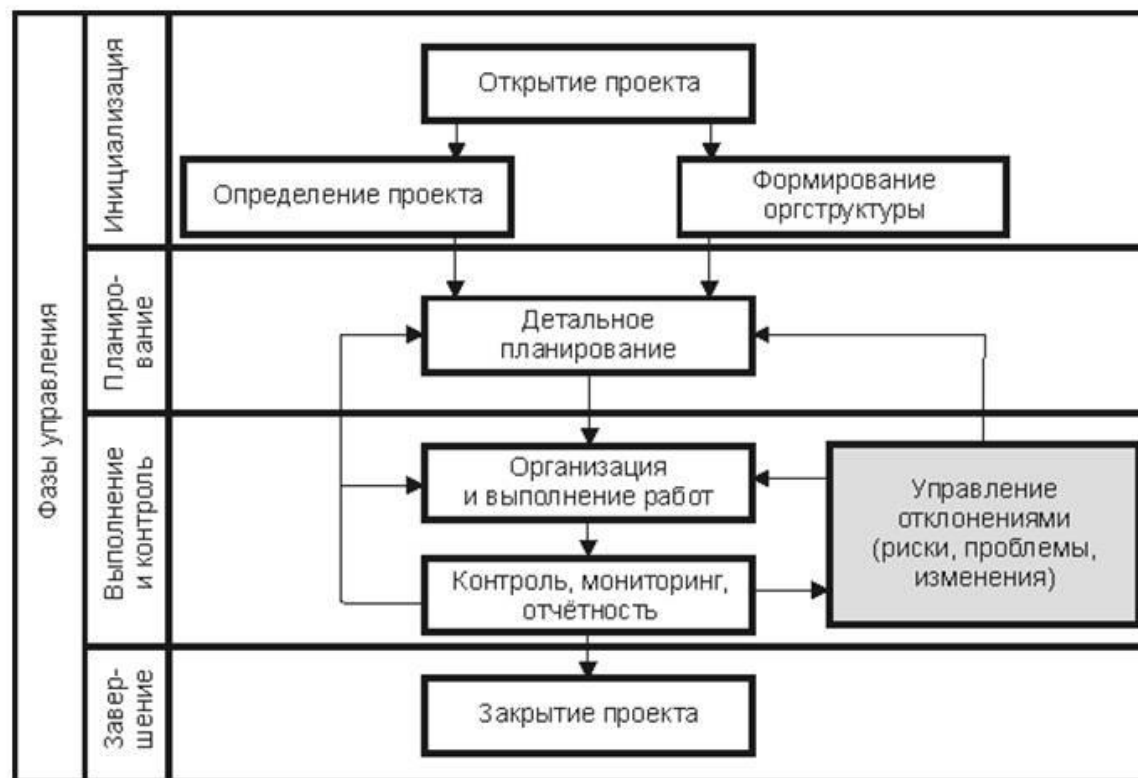 Фазы управления
Инициализация
Открытие проекта
Определение проекта
Формирование
оргструктуры
Планиро-
вание
Детальное
планирование
Выполнение
и контроль
Организация
и выполнение работ
Управление
отклонениями
(риски, проблемы,
изменения)
Контроль, мониторинг,
отчётность
Завер-
шение
Закрытие проекта